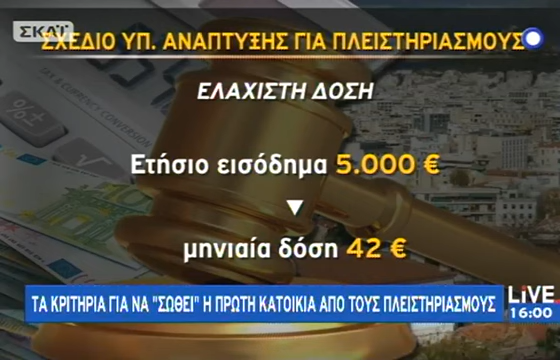 ΣΚΑΪ
ΣΧΕΔΙΟ ΥΠ. ΑΝΑΠΤΥΞΗΣ ΓΙΑ ΠΛΕΙΣΤΗΡΙΑΣΜΟΥΣ
ΕΛΑΧΙΣΤΗ ΔΟΣΗ
Ετήσιο εισόδημα 5.000 €
▼
μηνιαία δόση 42 €
ΤΑ ΚΡΙΤΗΡΙΑ ΓΙΑ ΝΑ "ΣΩΘΕΙ" Η ΠΡΩΤΗ ΚΑΤΟΙΚΙΑ ΑΠΟ ΤΟΥΣ ΠΛΕΙΣΤΗΡΙΑΣΜΟΥΣ
LiVE
16:00